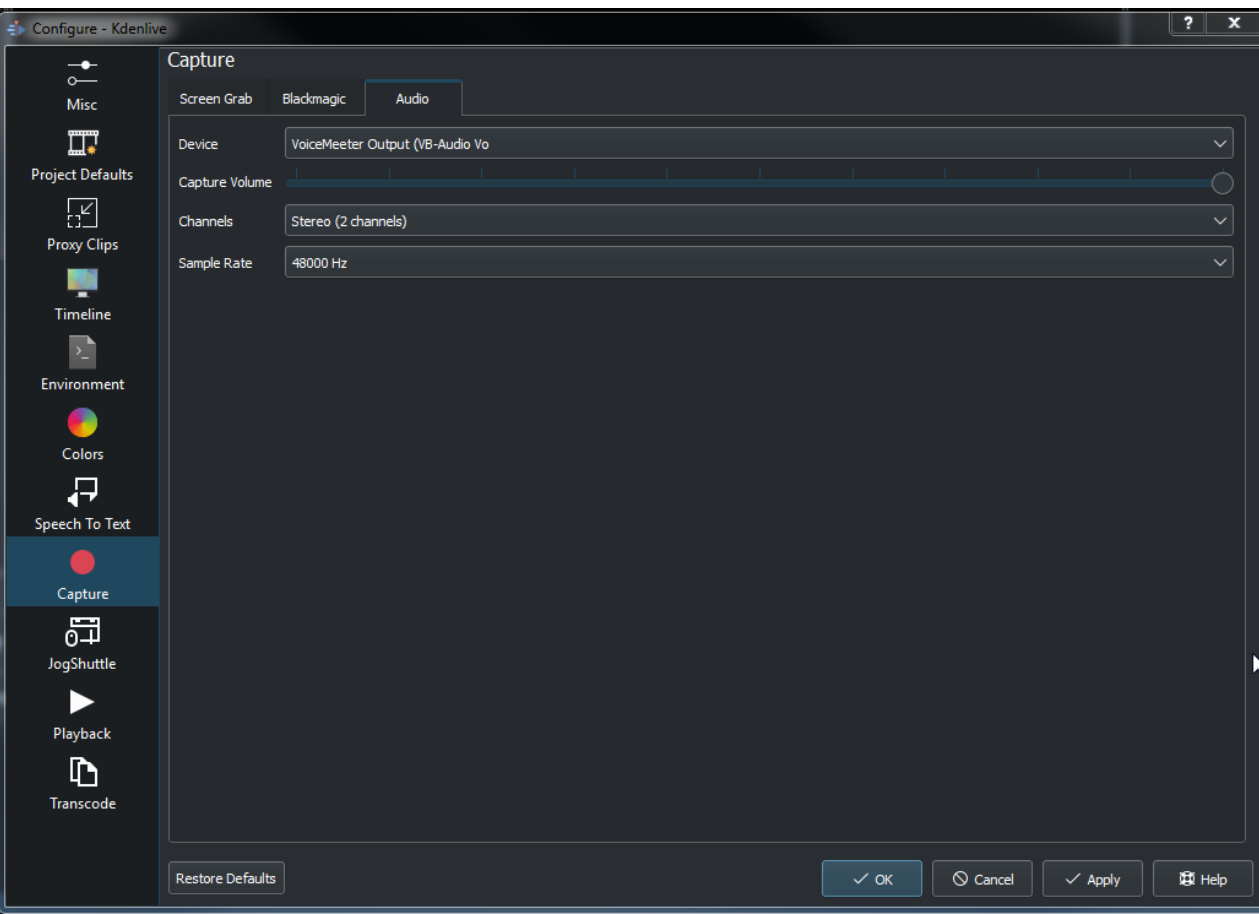 Configure - Kdenlive
? x
Misc
Project Defaults
Proxy Clips
Timeline
Environment
Colors
Speech To Text
Capture
JogShuttle
Playback
Transcode
Capture
Screen Grab Blackmagic Audio
Device VoiceMeeter Output (VB-Audio Vo
Capture Volume
Channels Stereo (2 channels)
Sample Rate 48000 Hz
Restore Defaults OK Cancel Apply Help